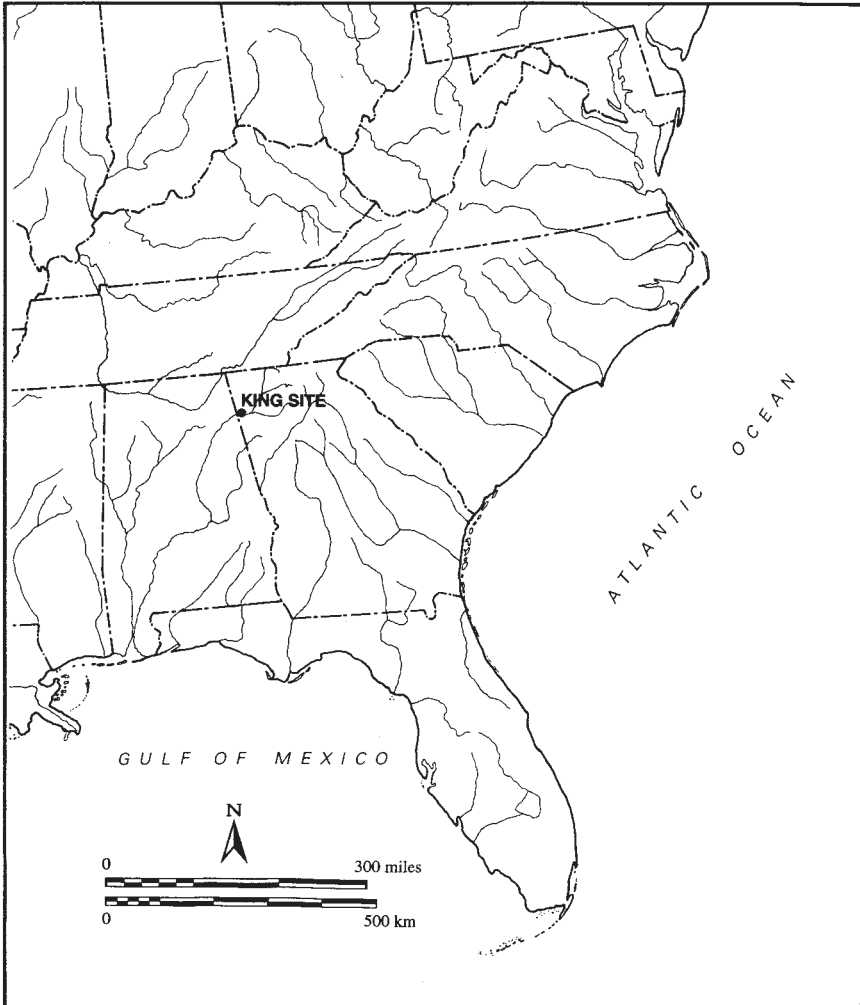 KING SITE
ATLANTIC OCEAN
GULF OF MEXICO
N
0 300 miles
0 500 km